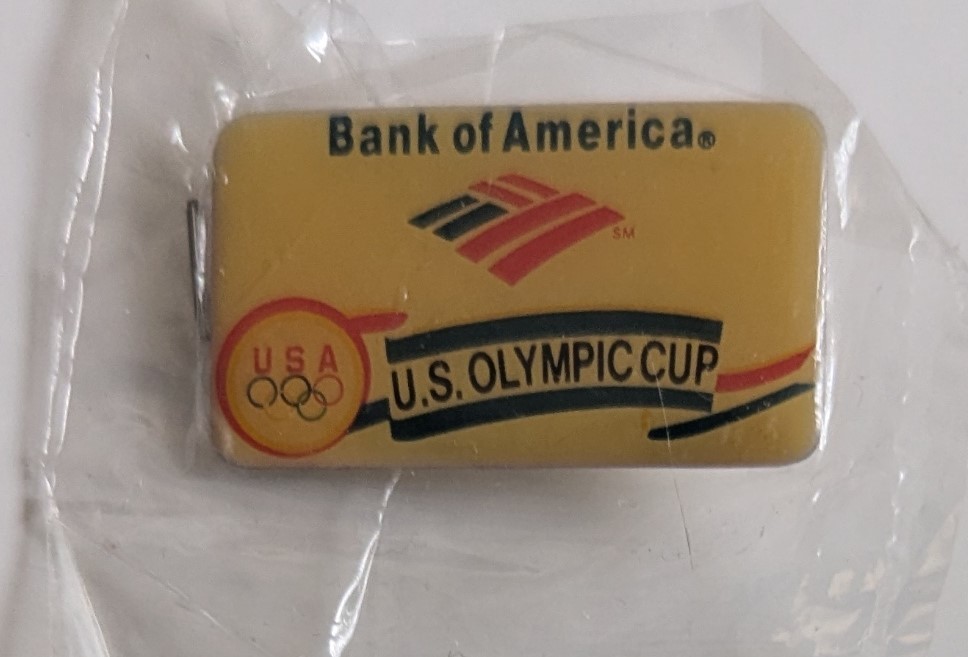 Bank of America®
SM
USA
U.S. OLYMPIC CUP